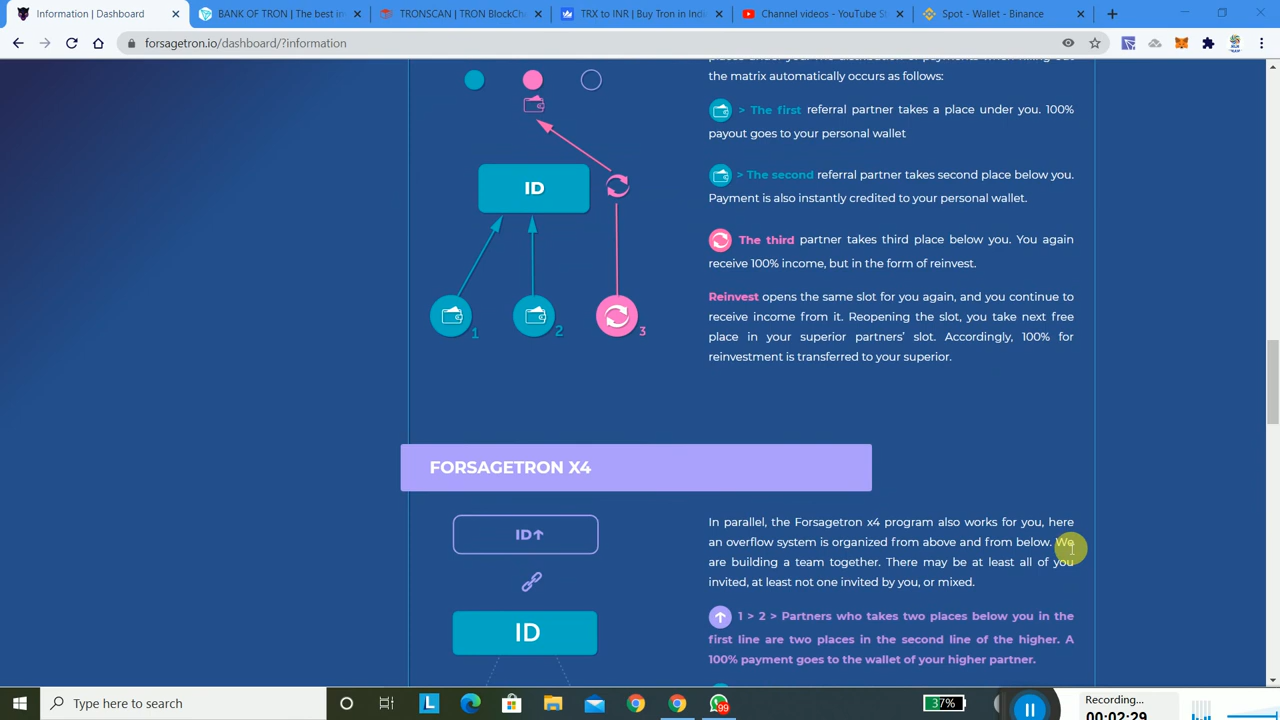 Information | Dashboard
BANK OF TRON | The best in
TRONSCAN | TRON BlockCh
TRX to INR | Buy Tron in Ind
Channel videos - YouTube St
Spot - Wallet - Binance
forsagetron.io/dashboard/?information
the matrix automatically occurs as follows:
> The first referral partner takes a place under you. 100%
payout goes to your personal wallet
ID
> The second referral partner takes second place below you.
Payment is also instantly credited to your personal wallet.
The third partner takes third place below you. You again
receive 100% income, but in the form of reinvest.
1
2
3
Reinvest opens the same slot for you again, and you continue to
receive income from it. Reopening the slot, you take next free
place in your superior partners' slot. Accordingly, 100% for
reinvestment is transferred to your superior.
FORSAGETRON X4
ID↑
ID
In parallel, the Forsagetron x4 program also works for you, here
an overflow system is organized from above and from below. We
are building a team together. There may be at least all of you
invited, at least not one invited by you, or mixed.
1 > 2 > Partners who takes two places below you in the
first line are two places in the second line of the higher. A
100% payment goes to the wallet of your higher partner.
Type here to search
L
99
37%
Recording...
00:02:29